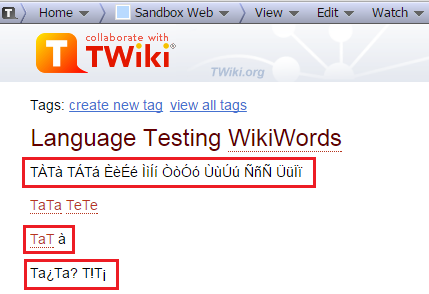 T Home Sandbox Web View Edit Watch
collaborate with
TWiki®
TWiki.org
Tags: create new tag view all tags
Language Testing WikiWords
TÀTà TÁTá ÈèÉé ÌìÍí ÒòÓó ÙùÚú ÑñÑ ÜüÏï
TaTa TeTe
TaT à
Ta¿Ta? T!T¡